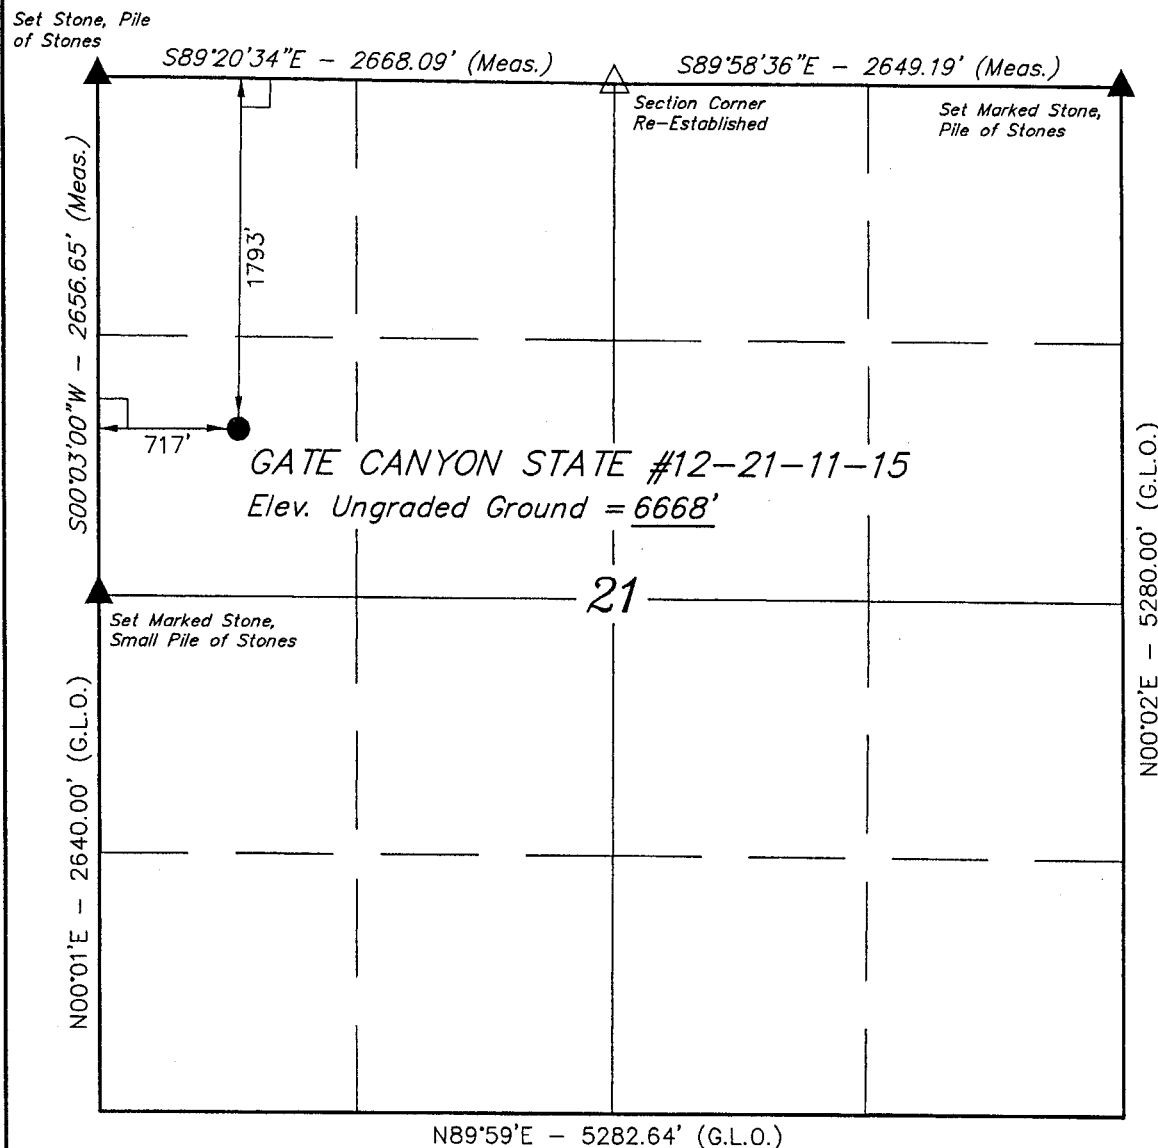 Set Stone, Pile
of Stones
S89°20'34"E - 2668.09' (Meas.)
S89°58'36"E - 2649.19' (Meas.)
Section Corner
Re-Established
Set Marked Stone,
Pile of Stones
S00°03'00"W - 2656.65' (Meas.)
1793'
717'
GATE CANYON STATE #12-21-11-15
Elev. Ungraded Ground = 6668'
21
Set Marked Stone,
Small Pile of Stones
N00°02'E - 5280.00' (G.L.O.)
N00°01'E - 2640.00' (G.L.O.)
N89°59'E - 5282.64' (G.L.O.)